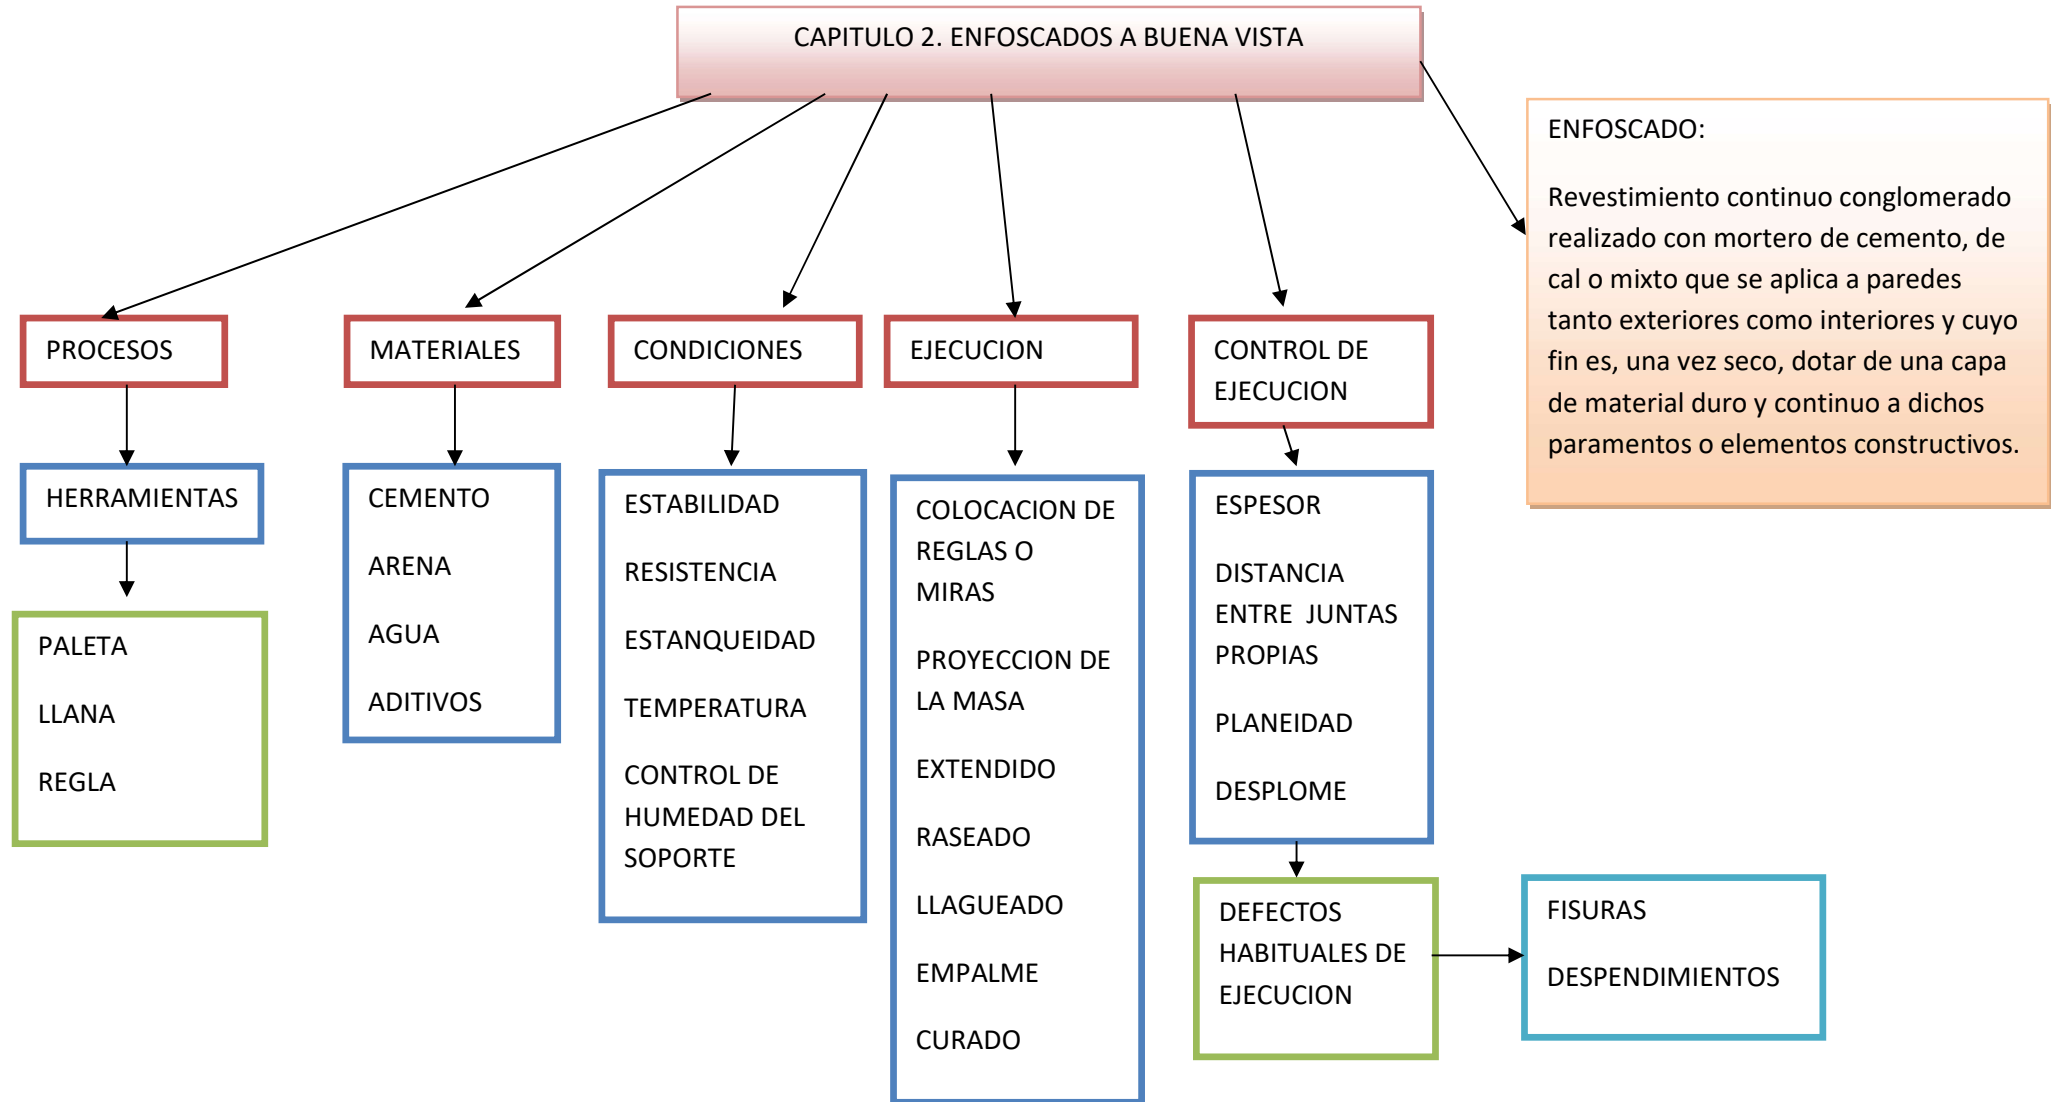 CAPITULO 2. ENFOSCADOS A BUENA VISTA
ENFOSCADO:
Revestimiento continuo conglomerado
realizado con mortero de cemento, de
cal o mixto que se aplica a paredes
tanto exteriores como interiores y cuyo
fin es, una vez seco, dotar de una capa
de material duro y continuo a dichos
paramentos o elementos constructivos.
PROCESOS
HERRAMIENTAS
PALETA
LLANA
REGLA
MATERIALES
CEMENTO
ARENA
AGUA
ADITIVOS
CONDICIONES
ESTABILIDAD
RESISTENCIA
ESTANQUEIDAD
TEMPERATURA
CONTROL DE
HUMEDAD DEL
SOPORTE
EJECUCION
COLOCACION DE
REGLAS O
MIRAS
PROYECCION DE
LA MASA
EXTENDIDO
RASEADO
LLAGUEADO
EMPALME
CURADO
CONTROL DE
EJECUCION
ESPESOR
DISTANCIA
ENTRE JUNTAS
PROPIAS
PLANEIDAD
DESPLOME
DEFECTOS
HABITUALES DE
EJECUCION
FISURAS
DESPENDIMIENTOS